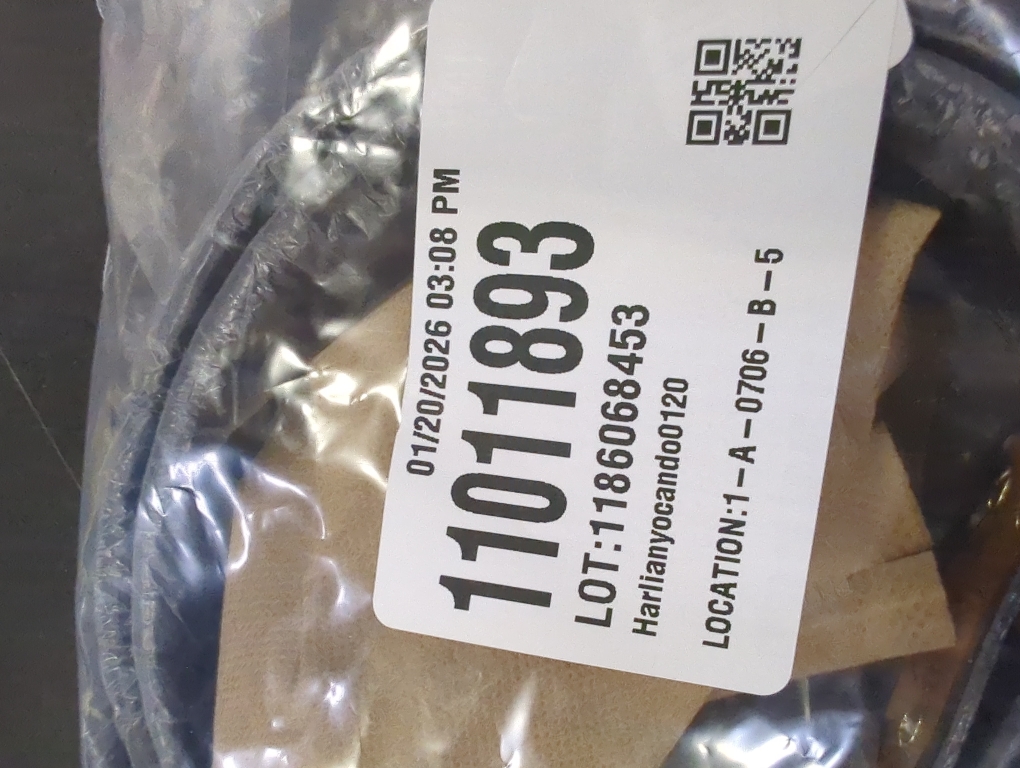 01/20/2026 03:08 PM
11011893
LOT:1186068453
Harlianyocando0120
LOCATION:1-A-0706-B-5